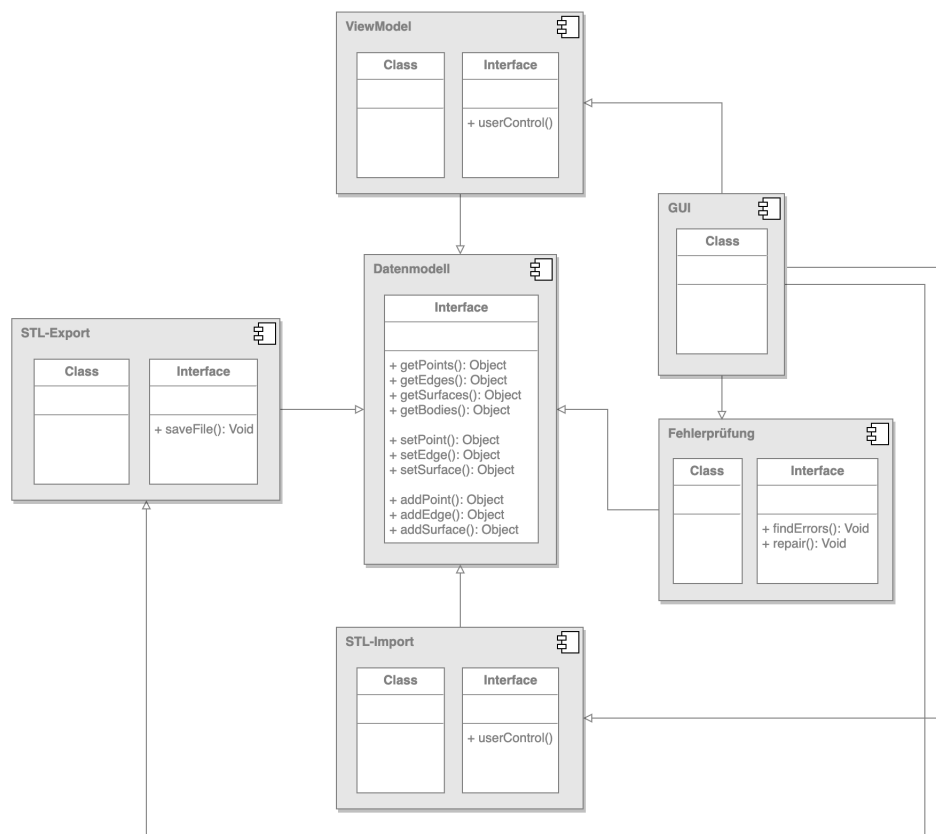 ViewModel
Class
Interface
+ userControl()
GUI
Class
Datenmodell
Interface
+ getPoints(): Object
+ getEdges(): Object
+ getSurfaces(): Object
+ getBodies(): Object
+ setPoint(): Object
+ setEdge(): Object
+ setSurface(): Object
+ addPoint(): Object
+ addEdge(): Object
+ addSurface(): Object
STL-Export
Class
Interface
+ saveFile(): Void
Fehlerprüfung
Class
Interface
+ findErrors(): Void
+ repair(): Void
STL-Import
Class
Interface
+ userControl()